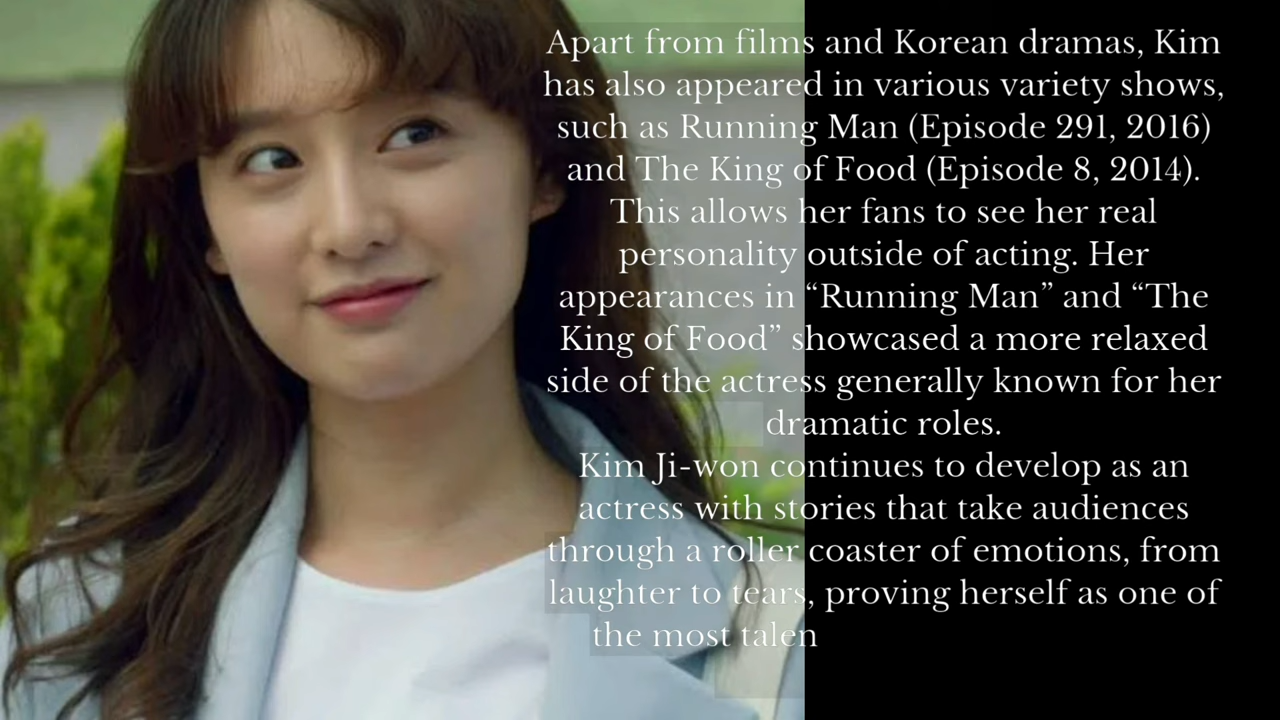 Apart from films and Korean dramas, Kim
has also appeared in various variety shows,
such as Running Man (Episode 291, 2016)
and The King of Food (Episode 8, 2014).
This allows her fans to see her real
personality outside of acting. Her
appearances in “Running Man” and “The
King of Food” showcased a more relaxed
side of the actress generally known for her
dramatic roles.
Kim Ji-won continues to develop as an
actress with stories that take audiences
through a roller coaster of emotions, from
laughter to tears, proving herself as one of
the most talen